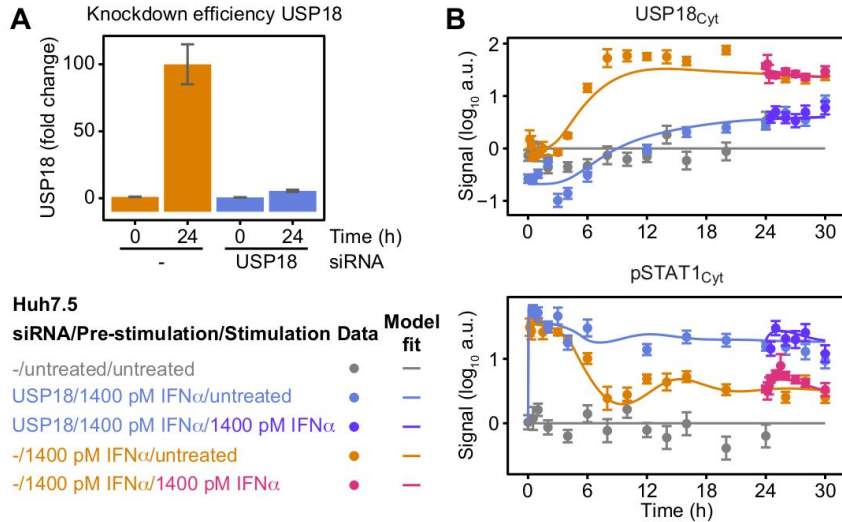 A
Knockdown efficiency USP18
USP18 (fold change)
100
50
0
0 24 0 24 Time (h)
- USP18 siRNA
B
USP18Cyt
Signal (log10 a.u.)
2
1
0
−1
0 6 12 18 24 30
pSTAT1Cyt
Signal (log10 a.u.)
1
0
0 6 12 18 24 30
Time (h)
Huh7.5
siRNA/Pre-stimulation/Stimulation Data Model fit
-/untreated/untreated
USP18/1400 pM IFNα/untreated
USP18/1400 pM IFNα/1400 pM IFNα
-/1400 pM IFNα/untreated
-/1400 pM IFNα/1400 pM IFNα